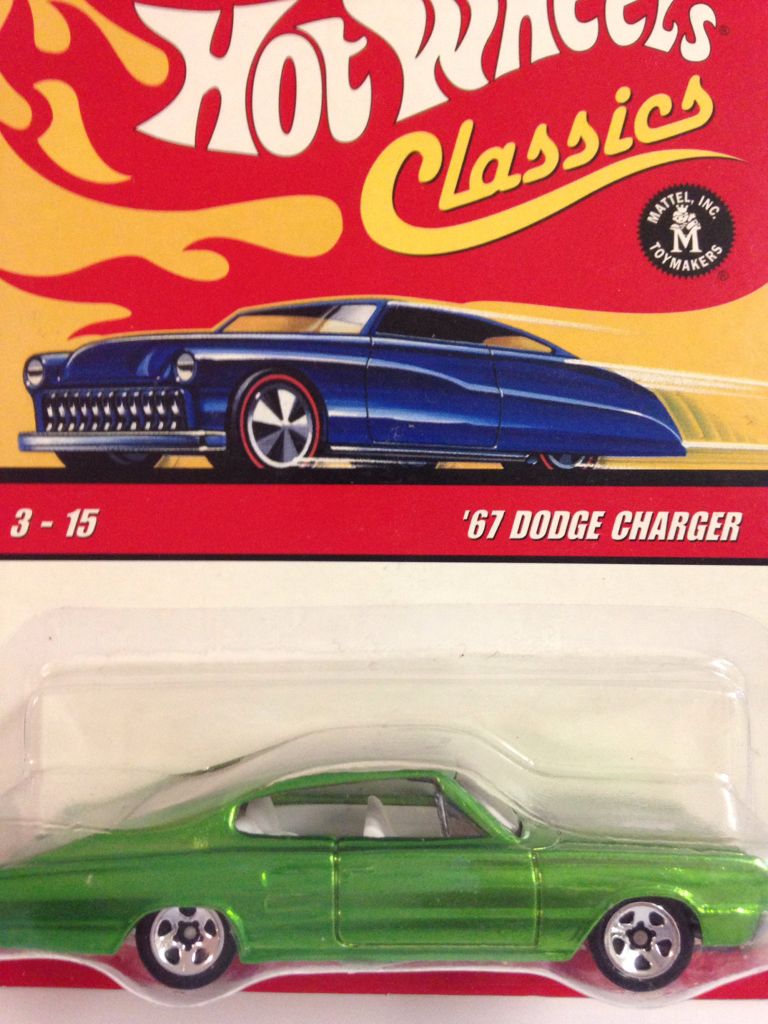 Hot Wheels®
Classics
MATTEL, INC.
M
TOYMAKERS
®
3 - 15
'67 DODGE CHARGER